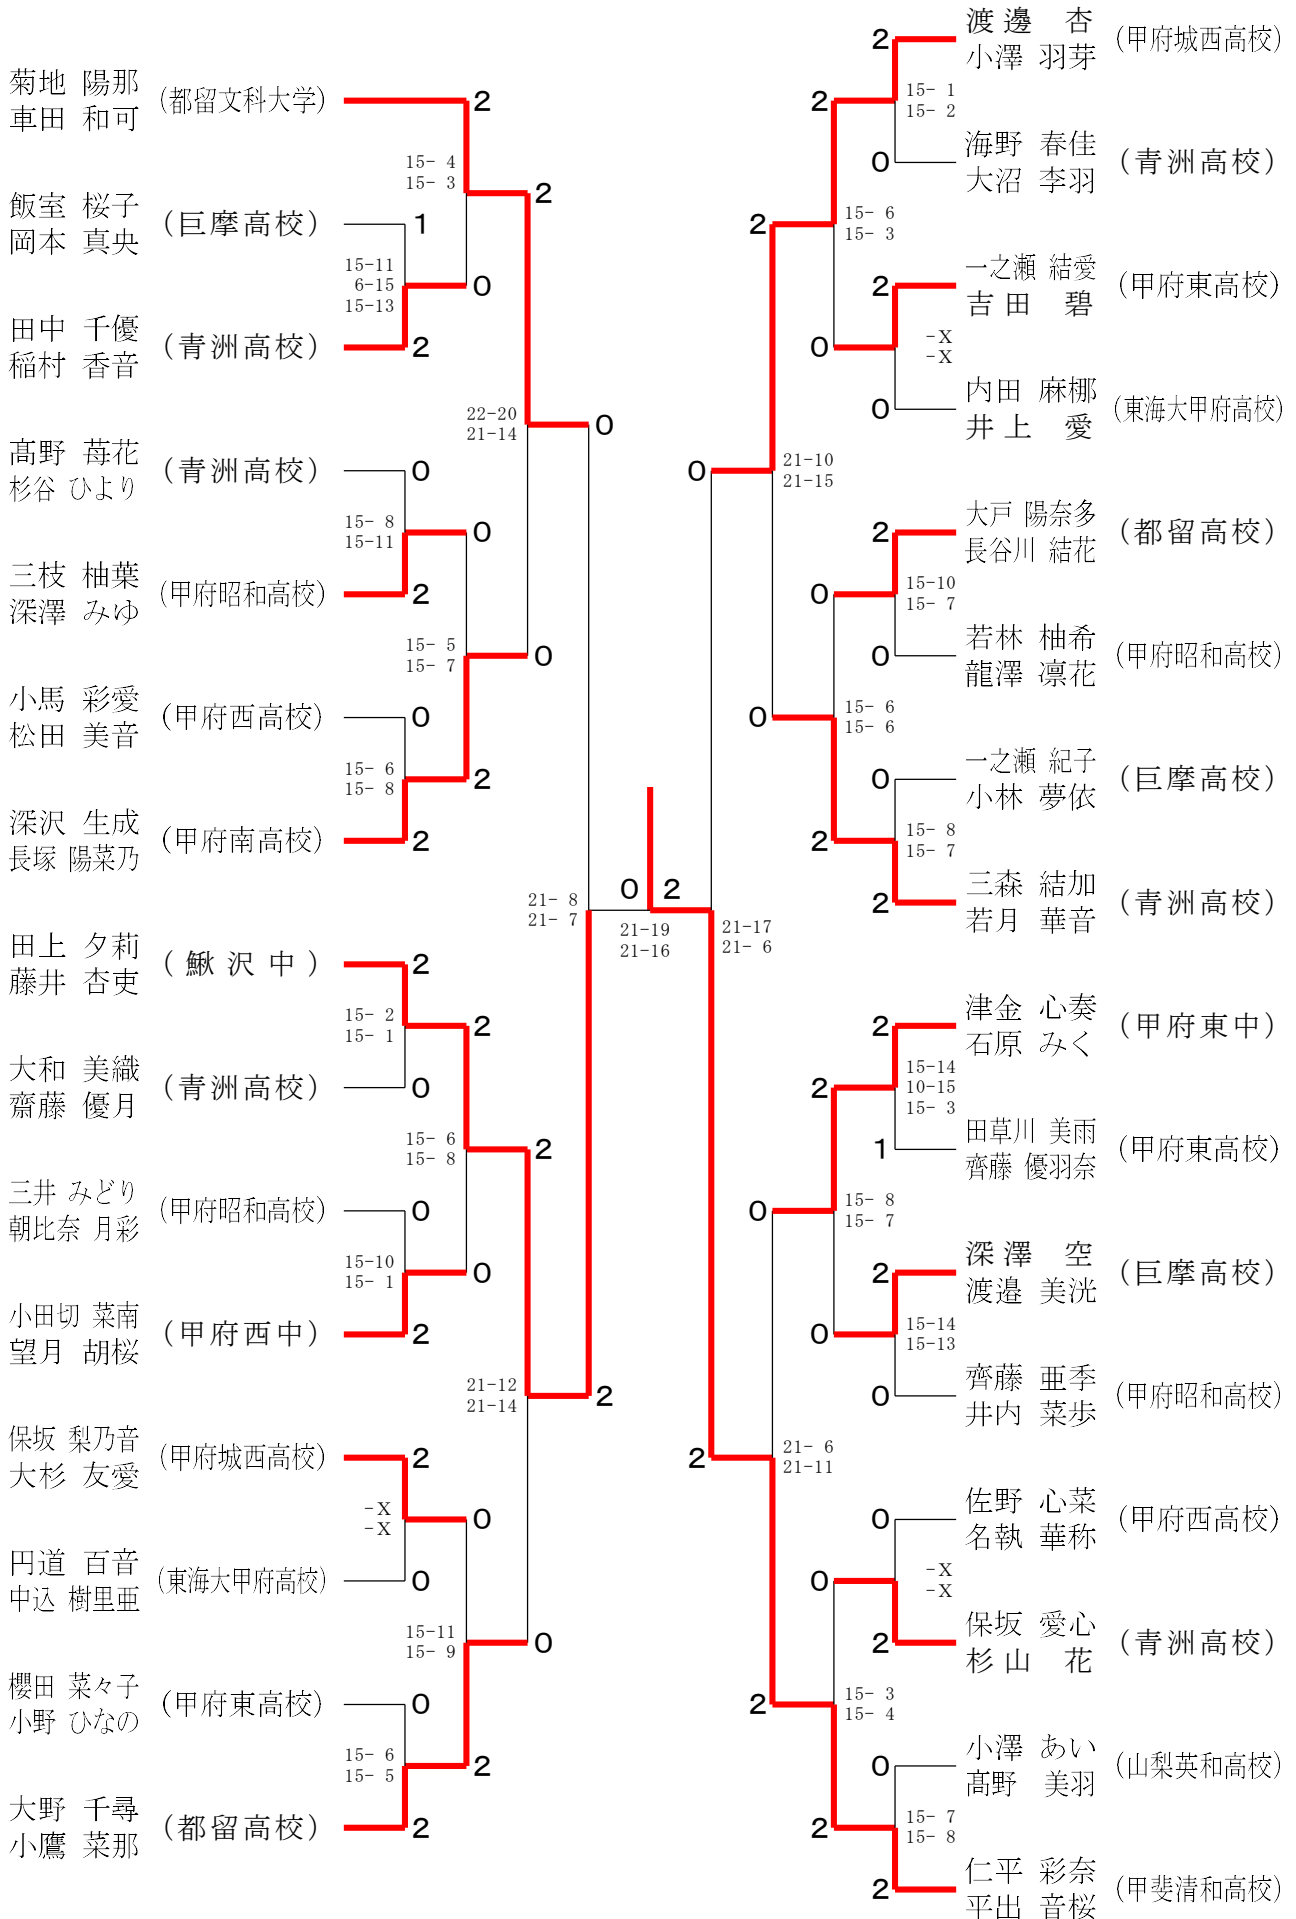 菊地 陽那
車田 和可
(都留文科大学)
2
15- 4
15- 3
2
飯室 桜子
岡本 真央
(巨摩高校)
1
15-11
6-15
15-13
0
田中 千優
稲村 香音
(青洲高校)
2
22-20
21-14
0
髙野 苺花
杉谷 ひより
(青洲高校)
0
15- 8
15-11
0
三枝 柚葉
深澤 みゆ
(甲府昭和高校)
2
15- 5
15- 7
0
小馬 彩愛
松田 美音
(甲府西高校)
0
15- 6
15- 8
2
深沢 生成
長塚 陽菜乃
(甲府南高校)
2
21- 8
21- 7
田上 夕莉
藤井 杏吏
(鰍沢中)
2
15- 2
15- 1
2
大和 美織
齋藤 優月
(青洲高校)
0
15- 6
15- 8
2
三井 みどり
朝比奈 月彩
(甲府昭和高校)
0
15-10
15- 1
0
小田切 菜南
望月 胡桜
(甲府西中)
2
21-12
21-14
2
保坂 梨乃音
大杉 友愛
(甲府城西高校)
2
-X
-X
0
円道 百音
中込 樹里亜
(東海大甲府高校)
0
15-11
15- 9
0
櫻田 菜々子
小野 ひなの
(甲府東高校)
0
15- 6
15- 5
2
大野 千尋
小鷹 菜那
(都留高校)
2
0 2
21-19
21-16
渡邊 杏
小澤 羽芽
(甲府城西高校)
2
15- 1
15- 2
2
海野 春佳
大沼 李羽
(青洲高校)
0
15- 6
15- 3
2
一之瀬 結愛
吉田 碧
(甲府東高校)
2
-X
-X
0
内田 麻梛
井上 愛
(東海大甲府高校)
0
21-10
21-15
0
大戸 陽奈多
長谷川 結花
(都留高校)
2
15-10
15- 7
0
若林 柚希
龍澤 凛花
(甲府昭和高校)
0
15- 6
15- 6
0
一之瀬 紀子
小林 夢依
(巨摩高校)
0
15- 8
15- 7
2
三森 結加
若月 華音
(青洲高校)
2
21-17
21- 6
津金 心奏
石原 みく
(甲府東中)
2
15-14
10-15
15- 3
2
田草川 美雨
齊藤 優羽奈
(甲府東高校)
1
15- 8
15- 7
0
深澤 空
渡邉 美洸
(巨摩高校)
2
15-14
15-13
0
齊藤 亜季
井内 菜歩
(甲府昭和高校)
0
21- 6
21-11
2
佐野 心菜
名執 華称
(甲府西高校)
0
-X
-X
0
保坂 愛心
杉山 花
(青洲高校)
2
15- 3
15- 4
2
小澤 あい
髙野 美羽
(山梨英和高校)
0
15- 7
15- 8
2
仁平 彩奈
平出 音桜
(甲斐清和高校)
2